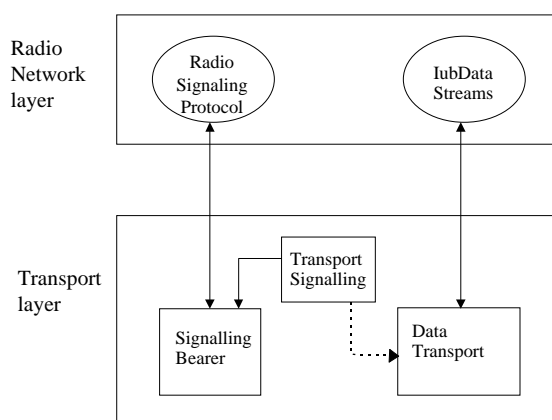 Radio
Network
layer
Radio
Signaling
Protocol
IubData
Streams
Transport
layer
Transport
Signalling
Signalling
Bearer
Data
Transport